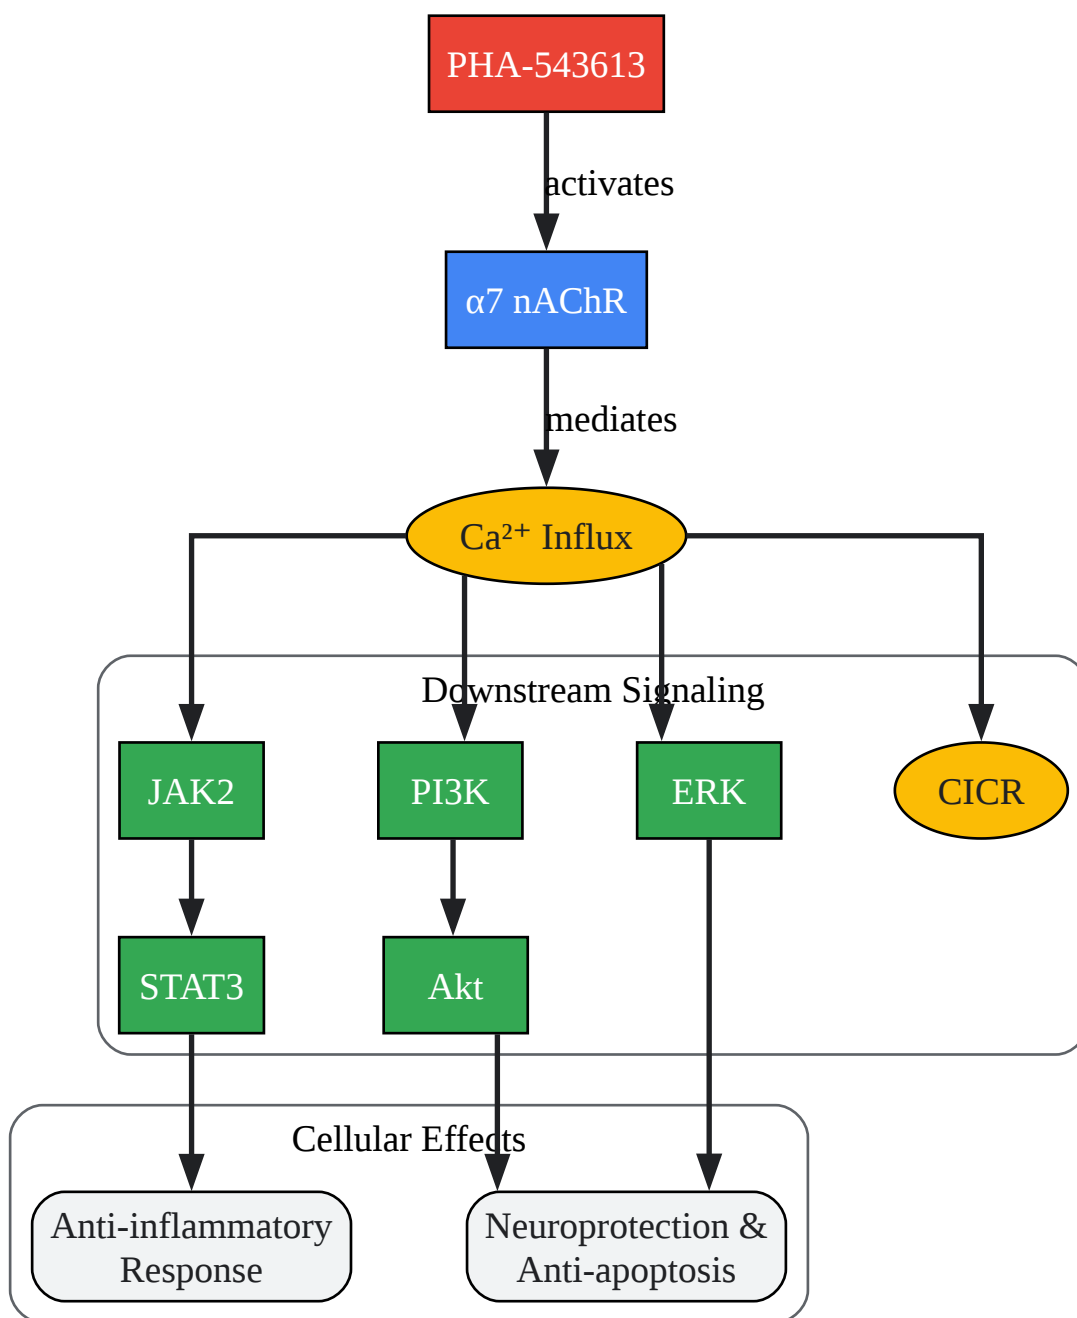 PHA-543613
activates
α7 nAChR
mediates
Ca²⁺ Influx
Downstream Signaling
JAK2
PI3K
ERK
CICR
STAT3
Akt
Cellular Effects
Anti-inflammatory
Response
Neuroprotection &
Anti-apoptosis